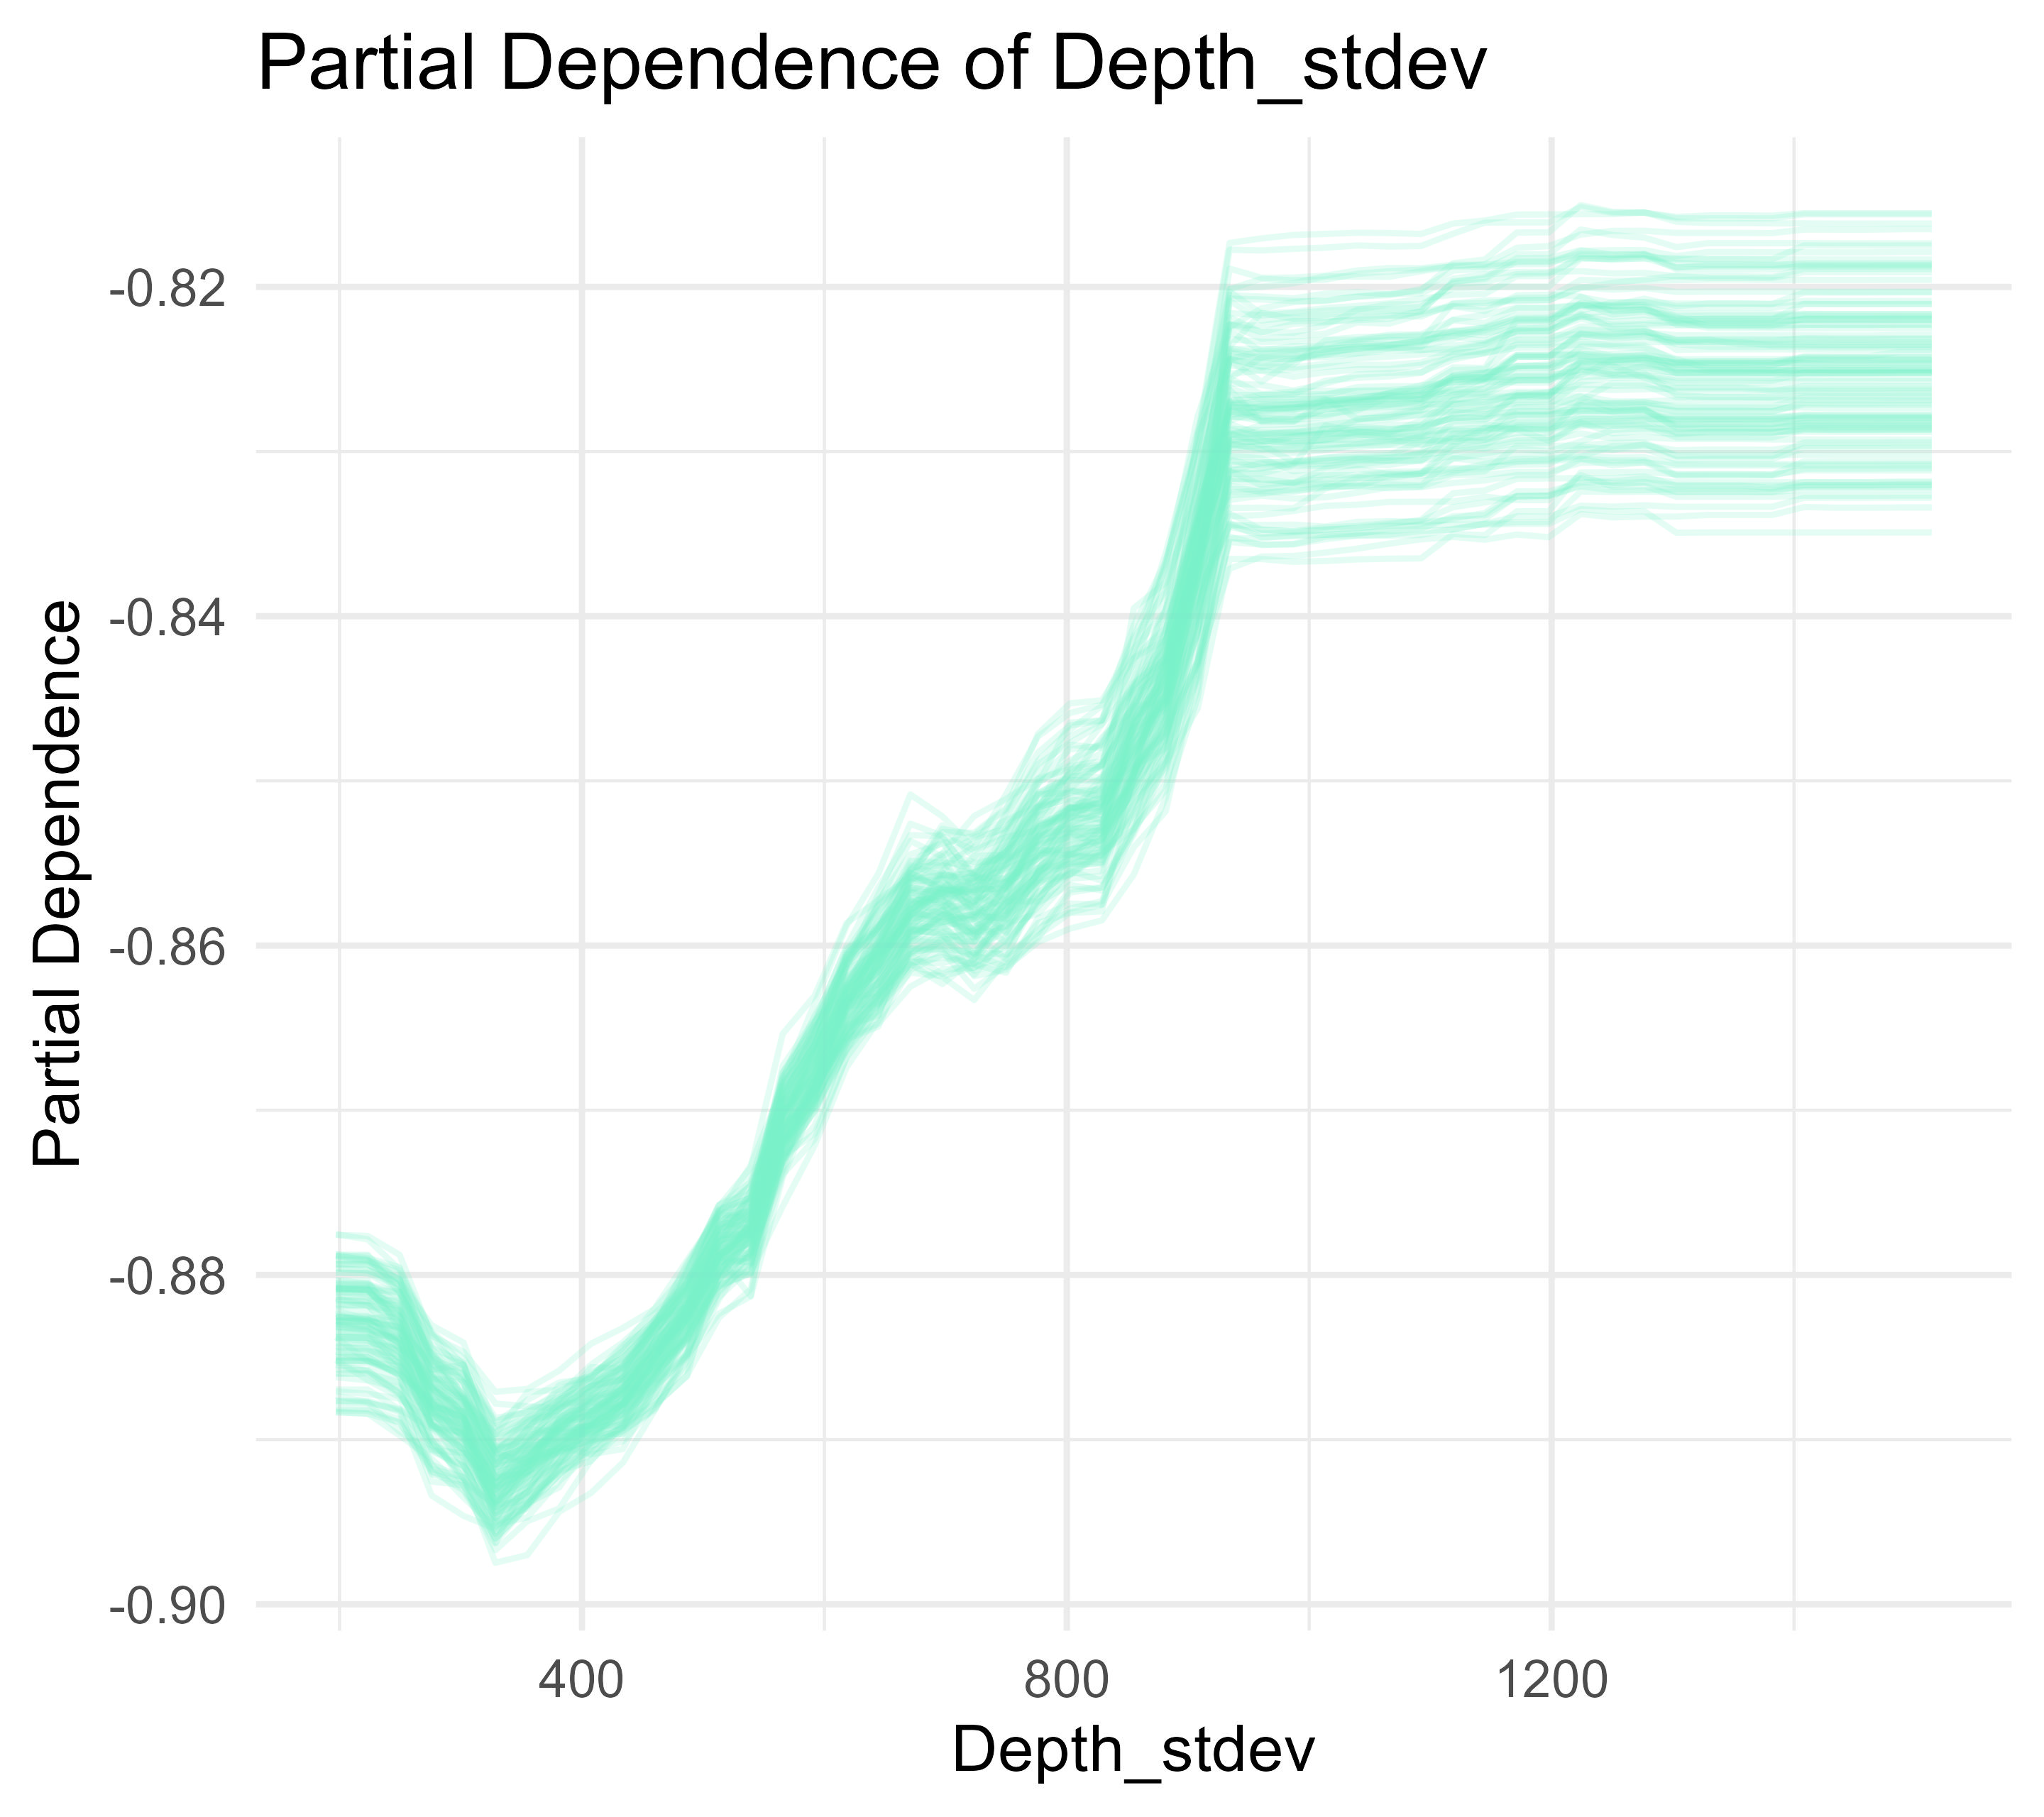 Partial Dependence of Depth_stdev
Partial Dependence
-0.82
-0.84
-0.86
-0.88
-0.90
400 800 1200
Depth_stdev